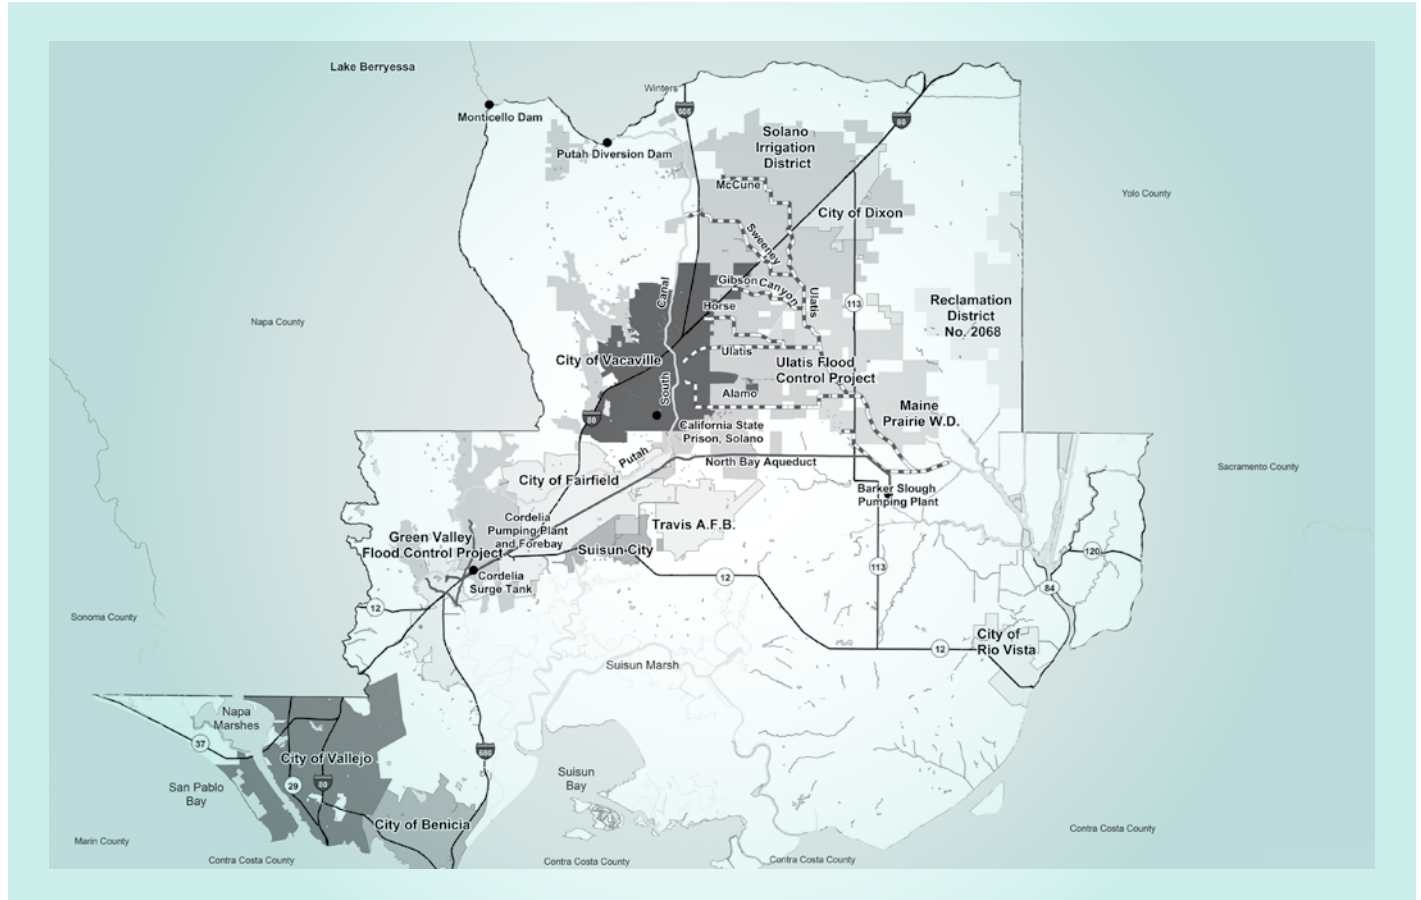 Lake Berryessa
Winters
Monticello Dam
505
80
Putah Diversion Dam
Solano
Irrigation
District
McCune
Yolo County
City of Dixon
Sweeney
Canal
Gibson Canyon
Ulatis
Horse
113
Reclamation
District
No. 2068
Napa County
City of Vacaville
Ulatis
Ulatis Flood
Control Project
South
Alamo
80
Maine
Prairie W.D.
California State
Prison, Solano
Putah
North Bay Aqueduct
Sacramento County
City of Fairfield
Barker Slough
Pumping Plant
Cordelia
Pumping Plant
and Forebay
Travis A.F.B.
Green Valley
Flood Control Project
Suisun City
120
Cordelia
Surge Tank
12
113
84
12
Sonoma County
City of
Rio Vista
12
Suisun Marsh
Napa
Marshes
37
City of Vallejo
680
San Pablo
Bay
29
80
Suisun
Bay
City of Benicia
Marin County
Contra Costa County
Contra Costa County
Contra Costa County
Contra Costa County